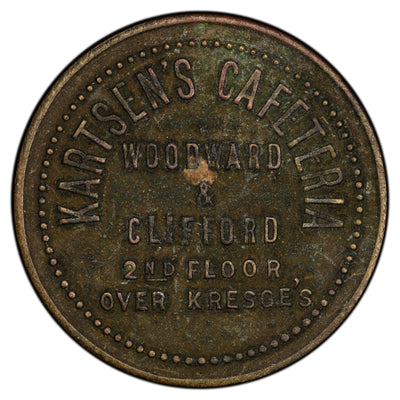 KARTSEN'S CAFETERIA
WOODWARD
&
CLIFFORD
2ND FLOOR,
OVER KRESGE'S